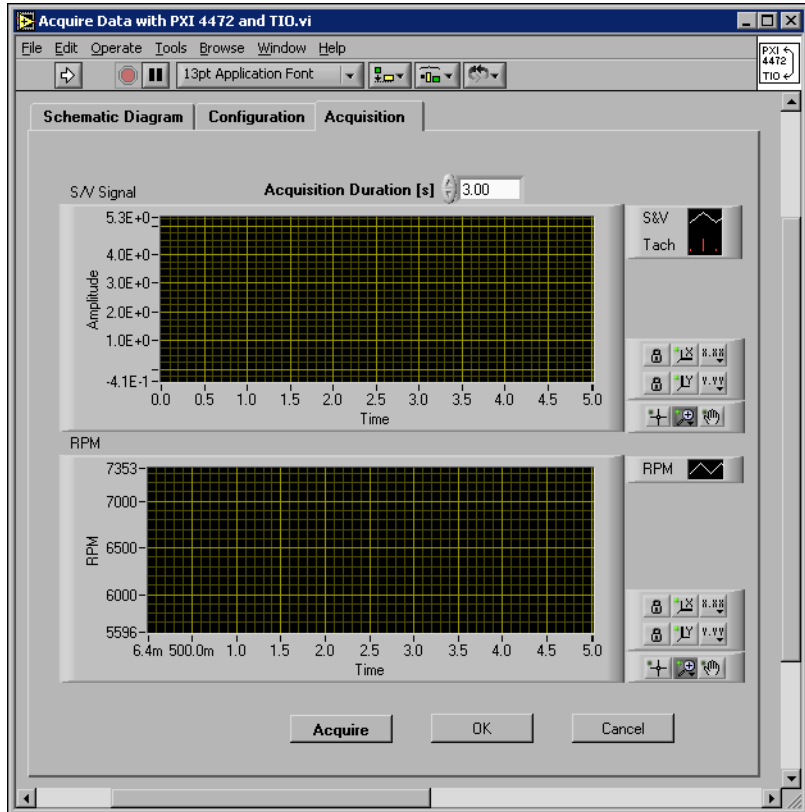 Acquire Data with PXI 4472 and TIO.vi
File Edit Operate Tools Browse Window Help
13pt Application Font
PXI
4472
TIO
Schematic Diagram Configuration Acquisition
S/V Signal
Acquisition Duration [s] 3.00
5.3E+0
4.0E+0
3.0E+0
2.0E+0
1.0E+0
-4.1E-1
Amplitude
0.0 0.5 1.0 1.5 2.0 2.5 3.0 3.5 4.0 4.5 5.0
Time
S&V
Tach
X X.XX
Y Y.YY
RPM
7353
7000
6500
6000
5596
RPM
6.4m 500.0m 1.0 1.5 2.0 2.5 3.0 3.5 4.0 4.5 5.0
Time
RPM
X X.XX
Y Y.YY
Acquire OK Cancel